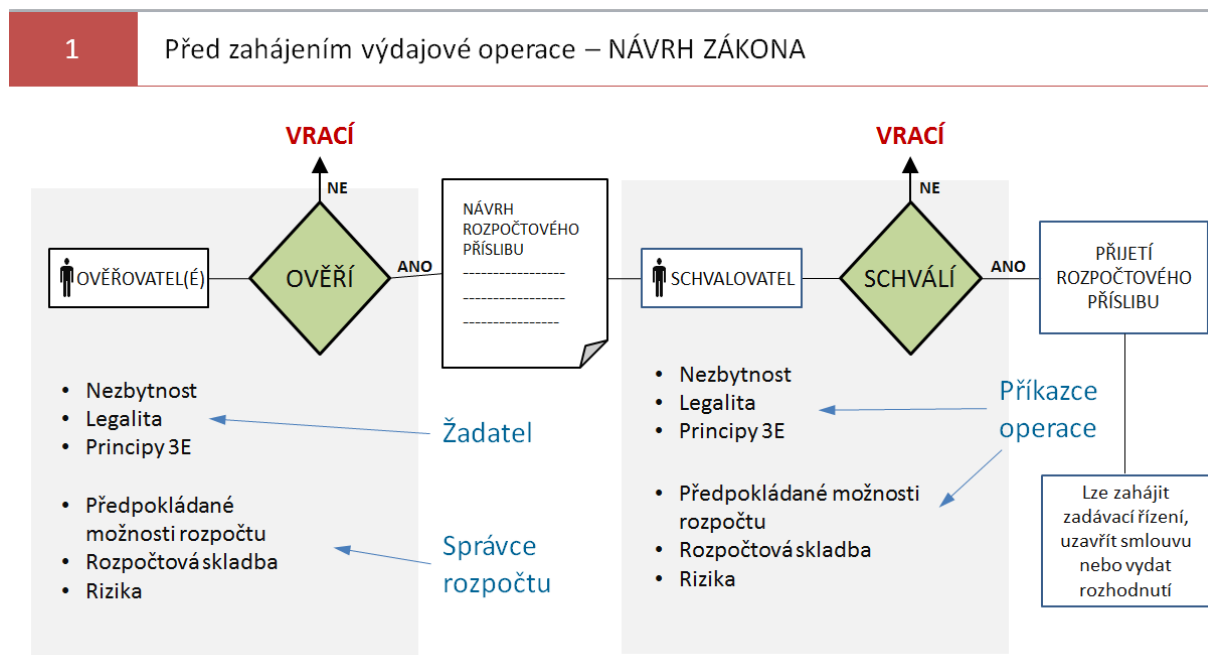 1
Před zahájením výdajové operace – NÁVRH ZÁKONA
VRACÍ
NE
OVĚŘOVATEL(É)
OVĚŘÍ
ANO
NÁVRH
ROZPOČTOVÉHO
PŘÍSLIBU
-----------------
-----------------
----------------
• Nezbytnost
• Legalita
• Principy 3E
Žadatel
• Předpokládané
možnosti rozpočtu
• Rozpočtová skladba
• Rizika
Správce
rozpočtu
VRACÍ
NE
SCHVALOVATEL
SCHVÁLÍ
ANO
PŘIJETÍ
ROZPOČTOVÉHO
PŘÍSLIBU
• Nezbytnost
• Legalita
• Principy 3E
Příkazce
operace
• Předpokládané možnosti
rozpočtu
• Rozpočtová skladba
• Rizika
Lze zahájit
zadávací řízení,
uzavřít smlouvu
nebo vydat
rozhodnutí